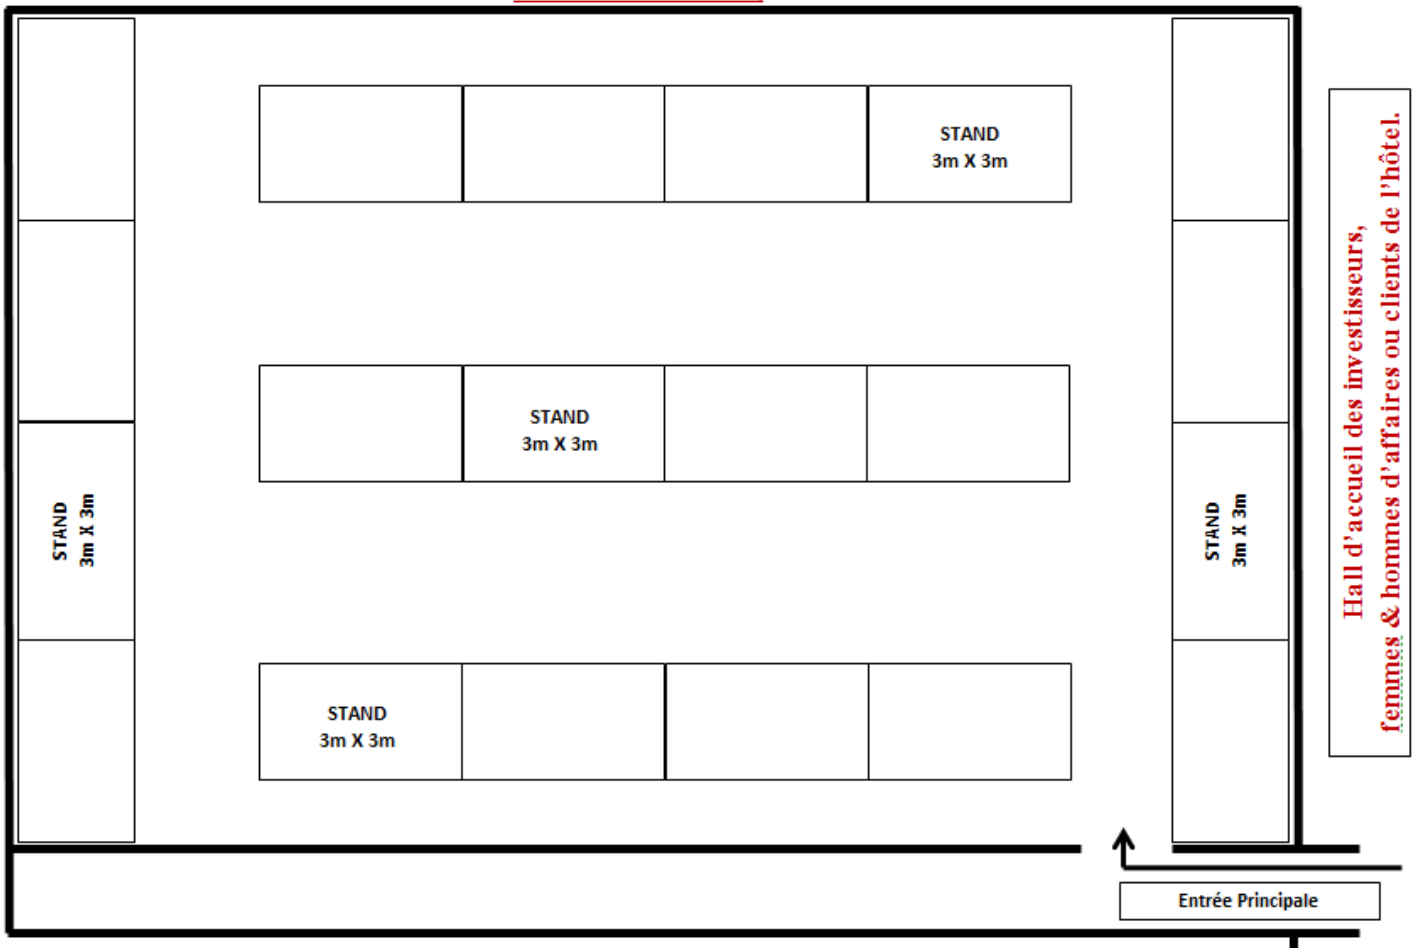 STAND
3m X 3m
STAND
3m X 3m
STAND
3m X 3m
STAND
3m X 3m
STAND
3m X 3m
Hall d'accueil des investisseurs,
femmes & hommes d'affaires ou clients de l'hôtel.
Entrée Principale